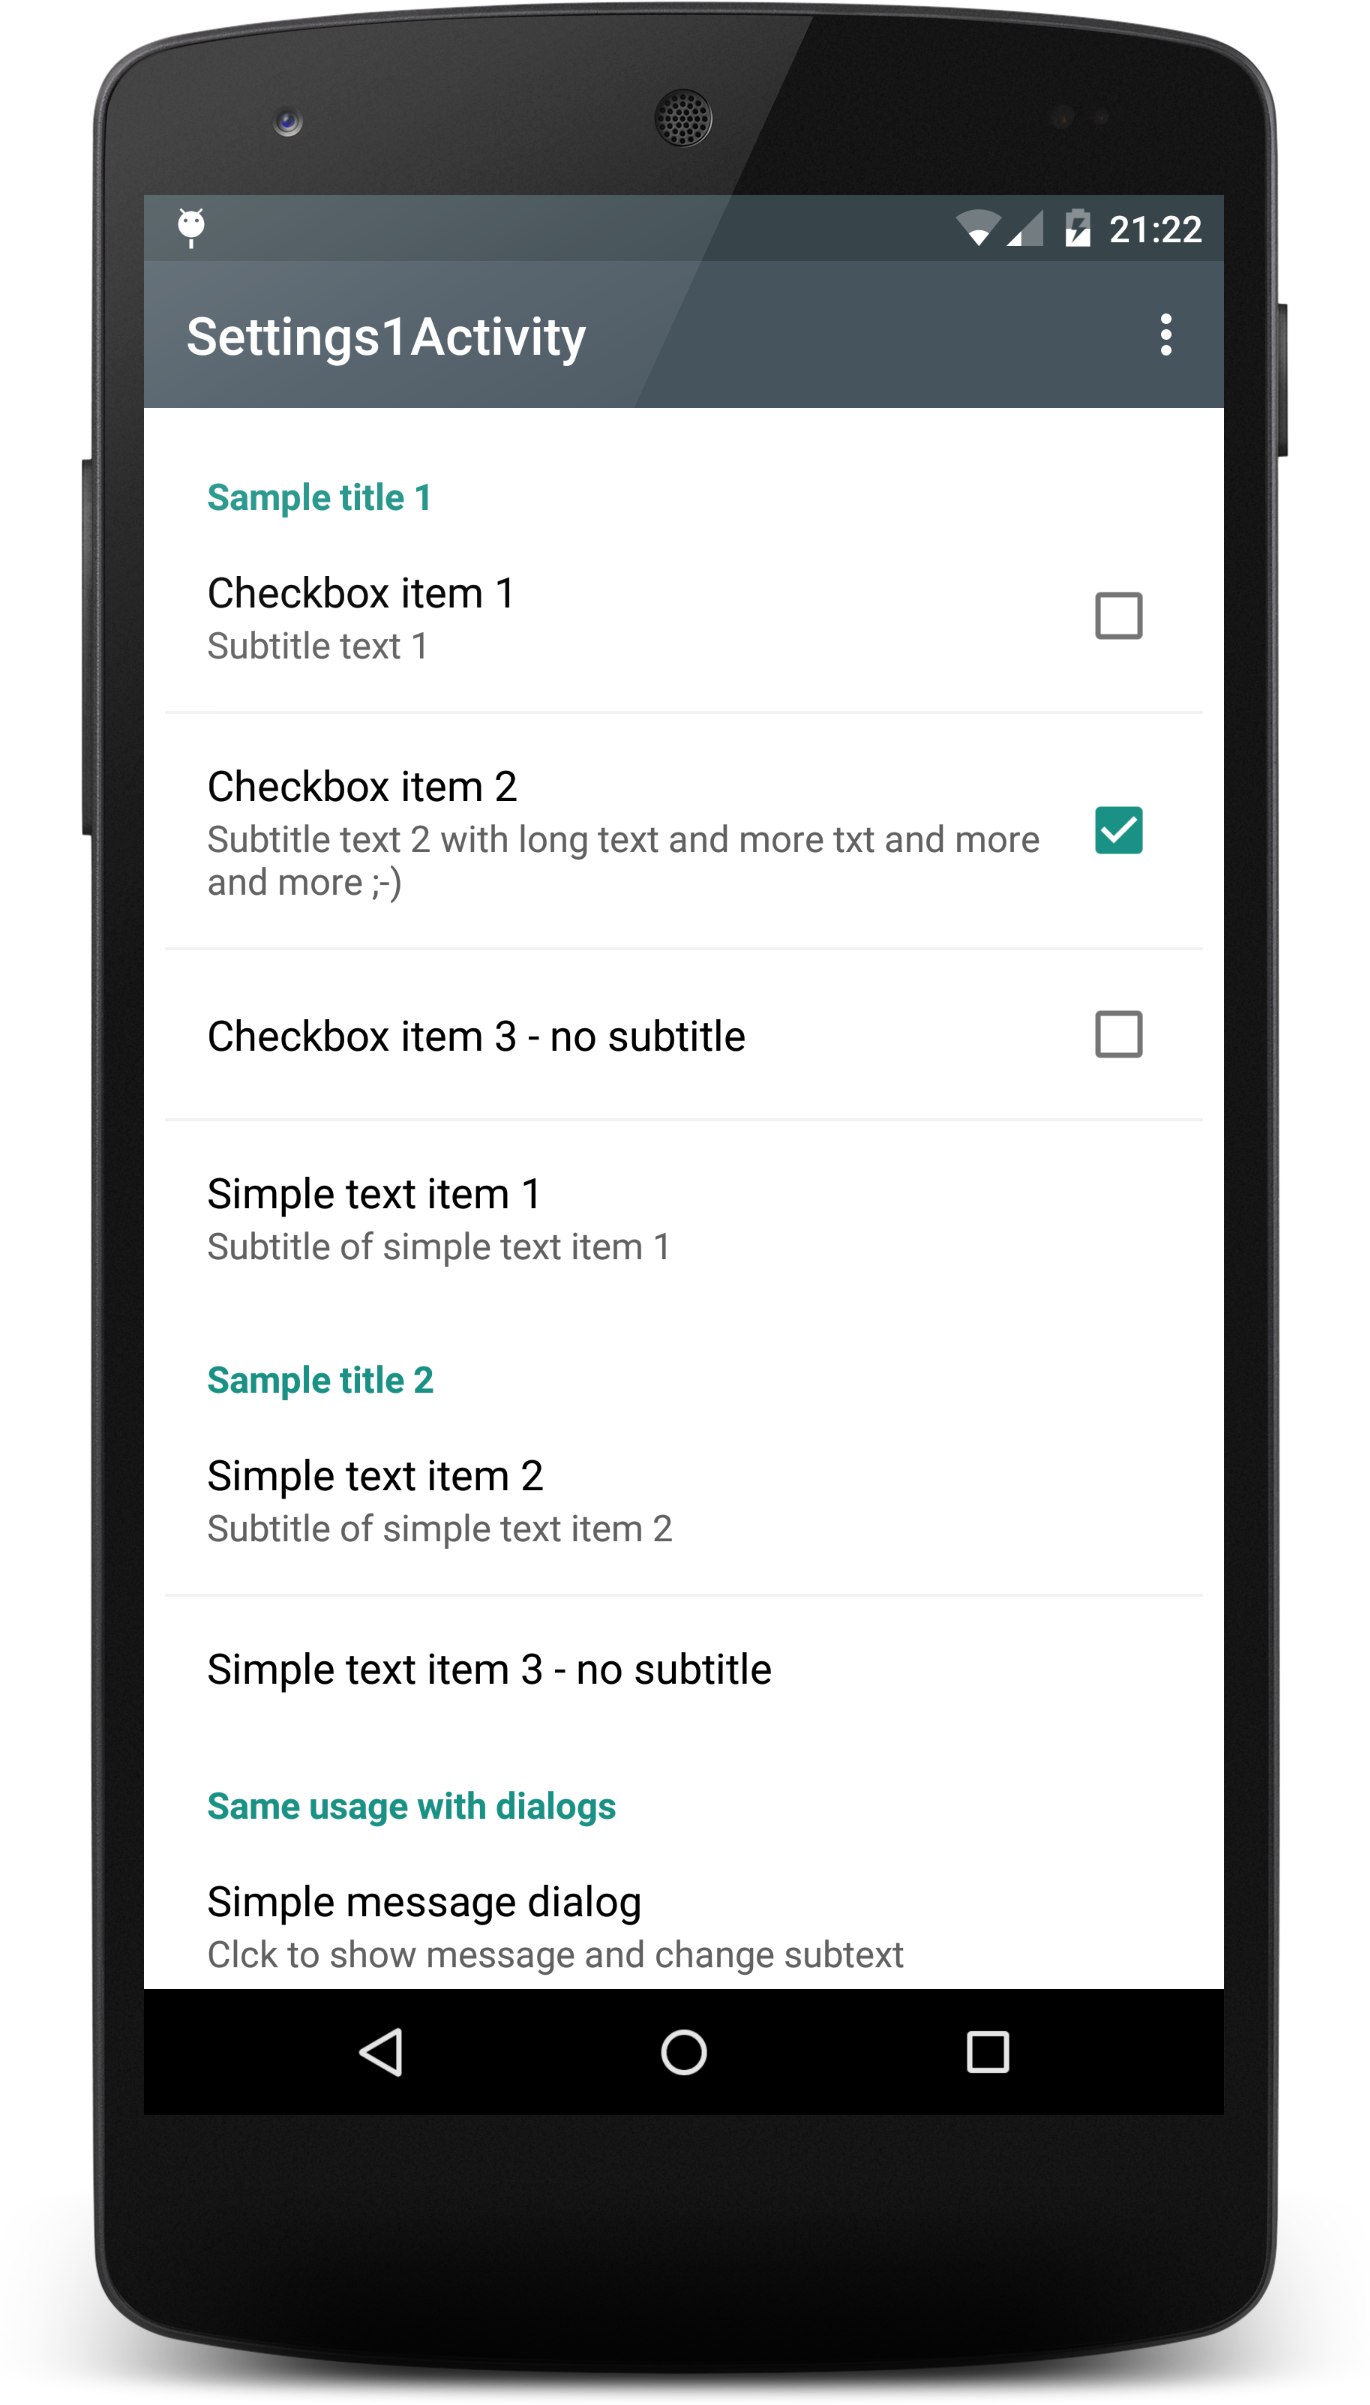 21:22
Settings1Activity
Sample title 1
Checkbox item 1
Subtitle text 1
Checkbox item 2
Subtitle text 2 with long text and more txt and more
and more ;-)
Checkbox item 3 - no subtitle
Simple text item 1
Subtitle of simple text item 1
Sample title 2
Simple text item 2
Subtitle of simple text item 2
Simple text item 3 - no subtitle
Same usage with dialogs
Simple message dialog
Clck to show message and change subtext